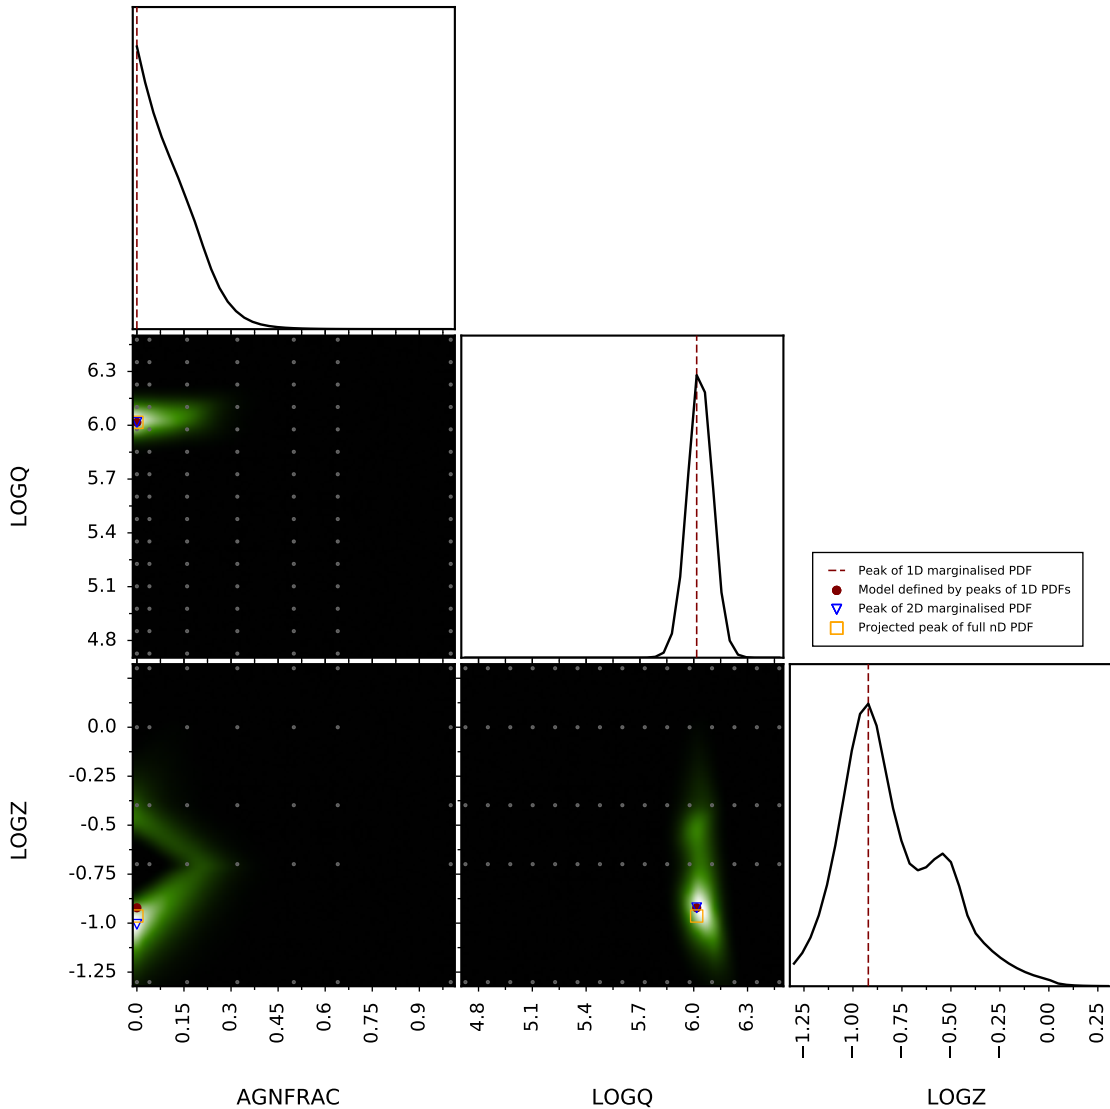 6.3
6.0
5.7
5.4
5.1
4.8
LOGQ
Peak of 1D marginalised PDF
Model defined by peaks of 1D PDFs
Peak of 2D marginalised PDF
Projected peak of full nD PDF
0.0
-0.25
-0.5
-0.75
-1.0
-1.25
LOGZ
0.0 0.15 0.3 0.45 0.6 0.75 0.9
4.8 5.1 5.4 5.7 6.0 6.3
−1.25 −1.00 −0.75 −0.50 −0.25 0.00 0.25
AGNFRAC LOGQ LOGZ